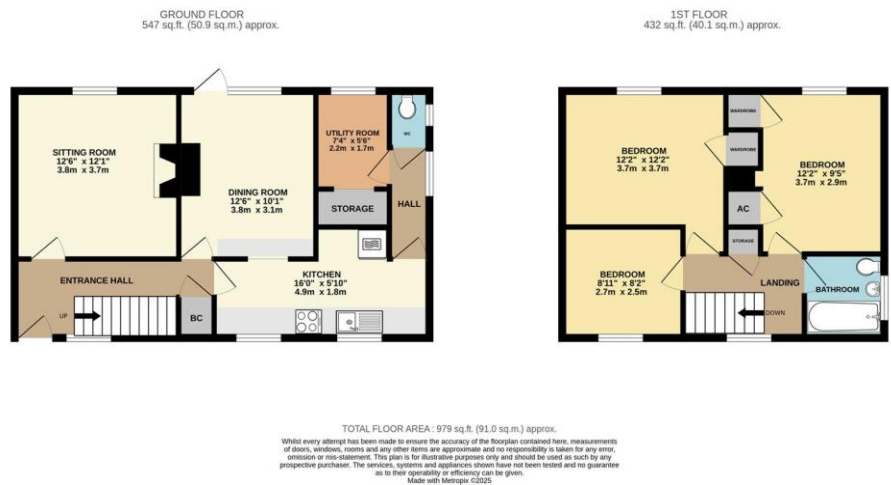 GROUND FLOOR
547 sq.ft. (50.9 sq.m.) approx.
SITTING ROOM
12'6" x 12'1"
3.8m x 3.7m
DINING ROOM
12'6" x 10'1"
3.8m x 3.1m
UTILITY ROOM
7'4" x 5'6"
2.2m x 1.7m
WC
STORAGE
HALL
ENTRANCE HALL
UP
BC
KITCHEN
16'0" x 5'10"
4.9m x 1.8m
1ST FLOOR
432 sq.ft. (40.1 sq.m.) approx.
BEDROOM
12'2" x 12'2"
3.7m x 3.7m
WARDROBE
WARDROBE
BEDROOM
12'2" x 9'5"
3.7m x 2.9m
AC
STORAGE
BEDROOM
8'11" x 8'2"
2.7m x 2.5m
LANDING
DOWN
BATHROOM
TOTAL FLOOR AREA : 979 sq.ft. (91.0 sq.m.) approx.
Whilst every attempt has been made to ensure the accuracy of the floorplan contained here, measurements
of doors, windows, rooms and any other items are approximate and no responsibility is taken for any error,
omission or mis-statement. This plan is for illustrative purposes only and should be used as such by any
prospective purchaser. The services, systems and appliances shown have not been tested and no guarantee
as to their operability or efficiency can be given.
Made with Metropix ©2025